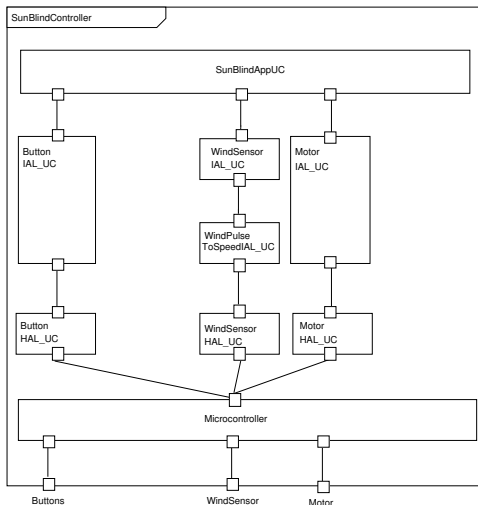 SunBlindController
SunBlindAppUC
Button
IAL_UC
WindSensor
IAL_UC
Motor
IAL_UC
WindPulse
ToSpeedIAL_UC
Button
HAL_UC
WindSensor
HAL_UC
Motor
HAL_UC
Microcontroller
Buttons
WindSensor
Motor